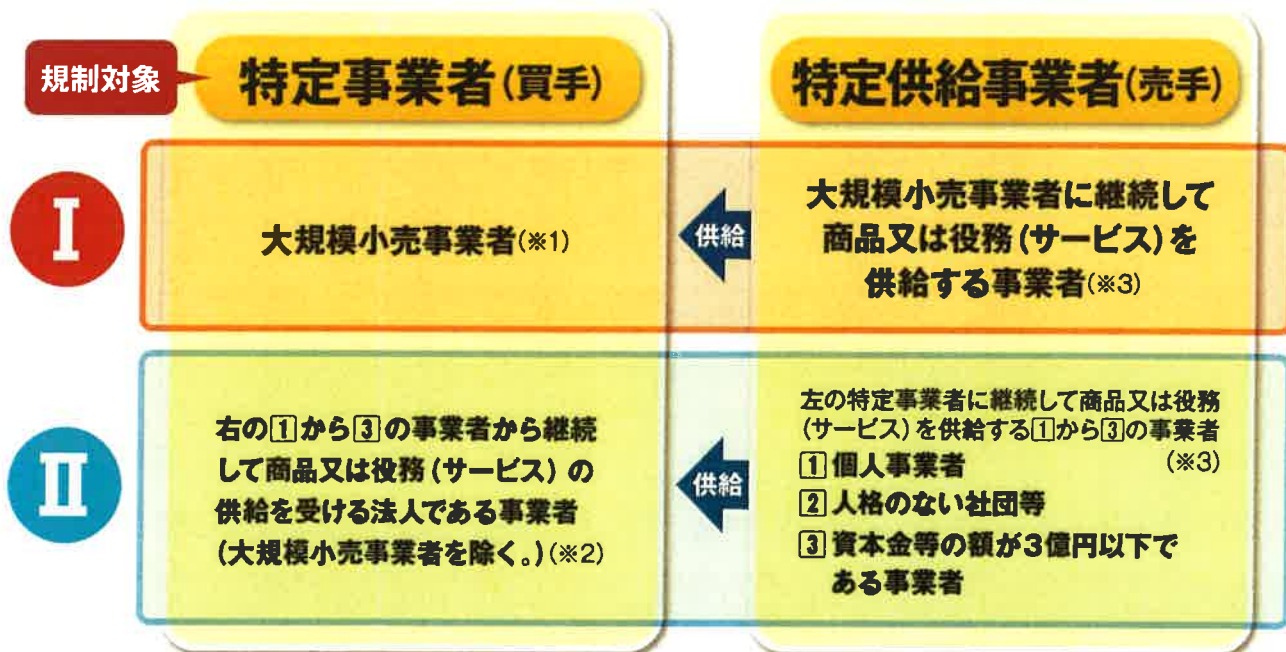 規制対象
特定事業者(買手)
特定供給事業者(売手)
I
大規模小売事業者(※1)
供給
大規模小売事業者に継続して
商品又は役務(サービス)を
供給する事業者(※3)
II
右の1から3の事業者から継続
して商品又は役務(サービス)の
供給を受ける法人である事業者
(大規模小売事業者を除く。)(※2)
供給
左の特定事業者に継続して商品又は役務
(サービス)を供給する1から3の事業者
(※3)
1個人事業者
2人格のない社団等
3資本金等の額が3億円以下で
ある事業者